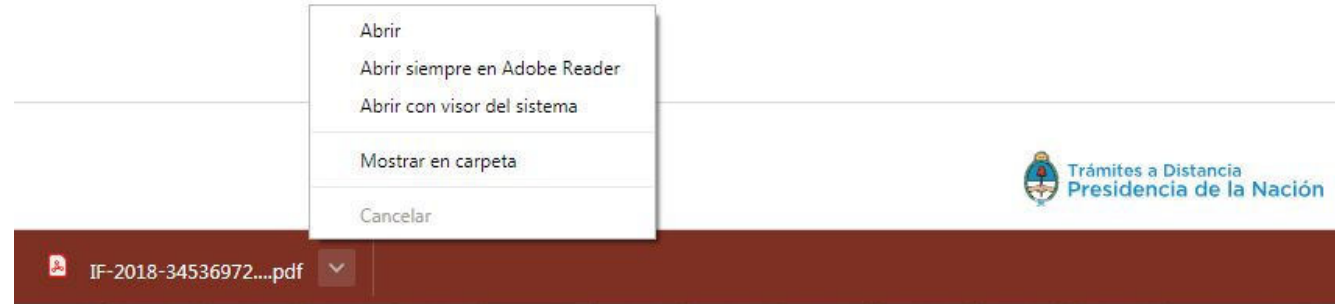 Abrir
Abrir siempre en Adobe Reader
Abrir con visor del sistema
Mostrar en carpeta
Cancelar
Trámites a Distancia
Presidencia de la Nación
IF-2018-34536972....pdf